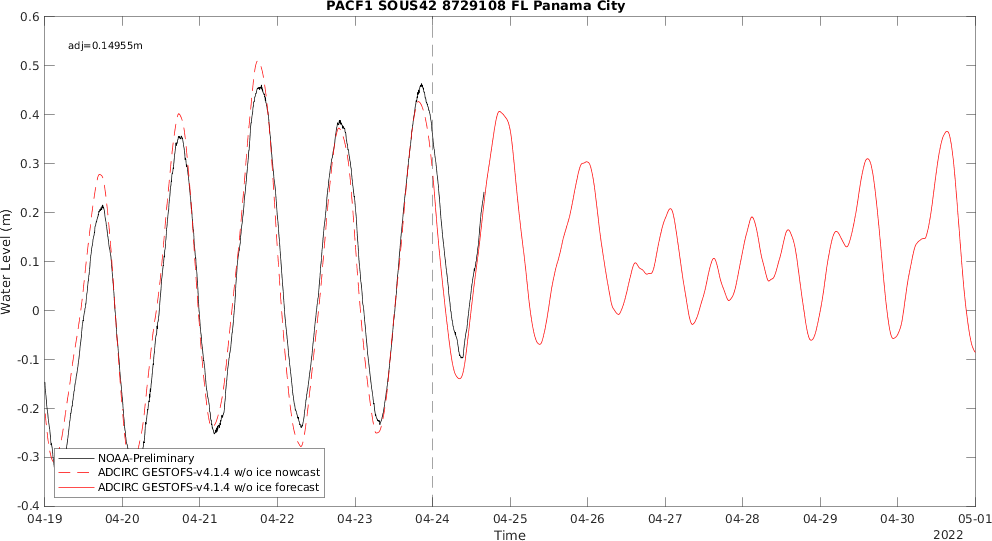 PACF1 SOUS42 8729108 FL Panama City
adj=0.14955m
Water Level (m)
0.6
0.5
0.4
0.3
0.2
0.1
0
-0.1
-0.2
-0.3
-0.4
NOAA-Preliminary
ADCIRC GESTOFS-v4.1.4 w/o ice nowcast
ADCIRC GESTOFS-v4.1.4 w/o ice forecast
04-19 04-20 04-21 04-22 04-23 04-24 04-25 04-26 04-27 04-28 04-29 04-30 05-01
Time
2022